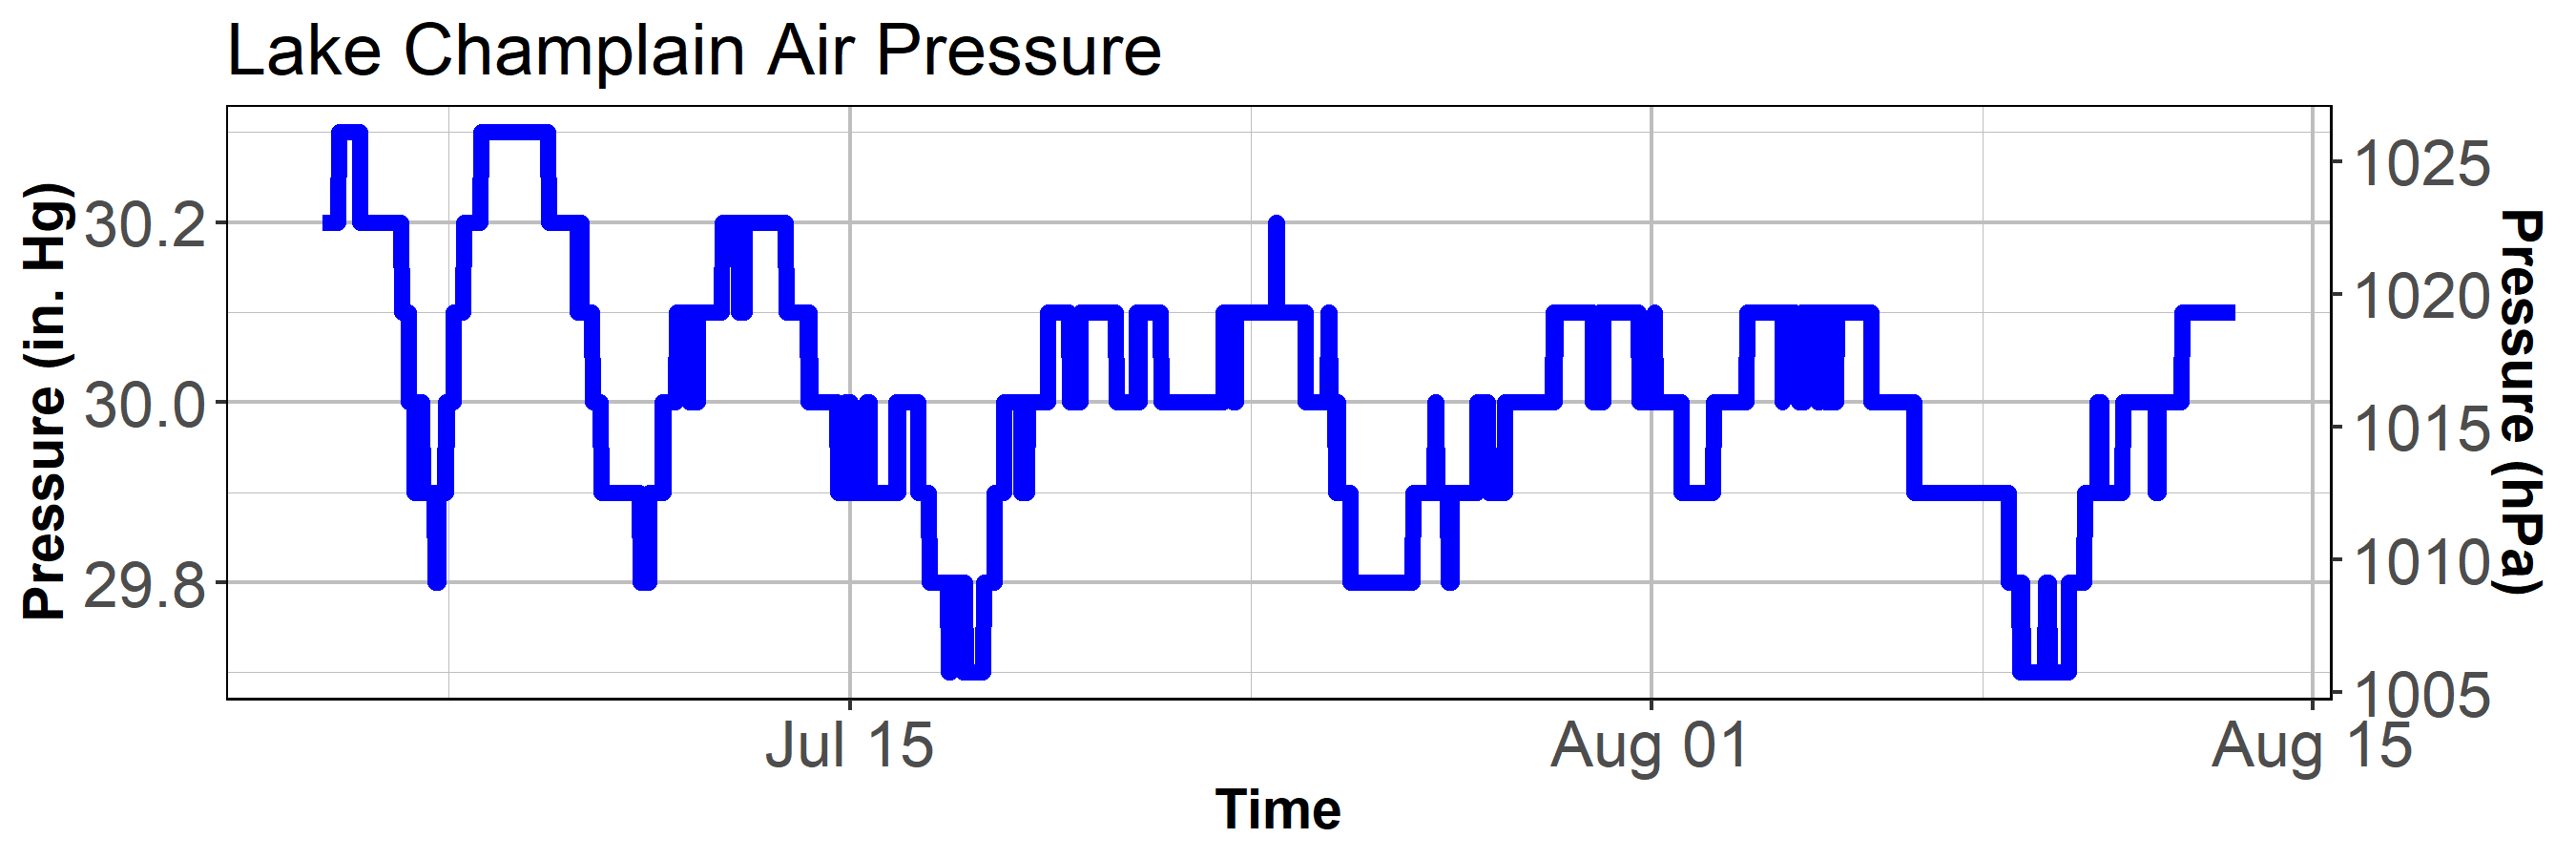 Lake Champlain Air Pressure
Pressure (in. Hg)
30.2
30.0
29.8
1025
1020
1015
1010
1005
Pressure (hPa)
Jul 15
Aug 01
Aug 15
Time